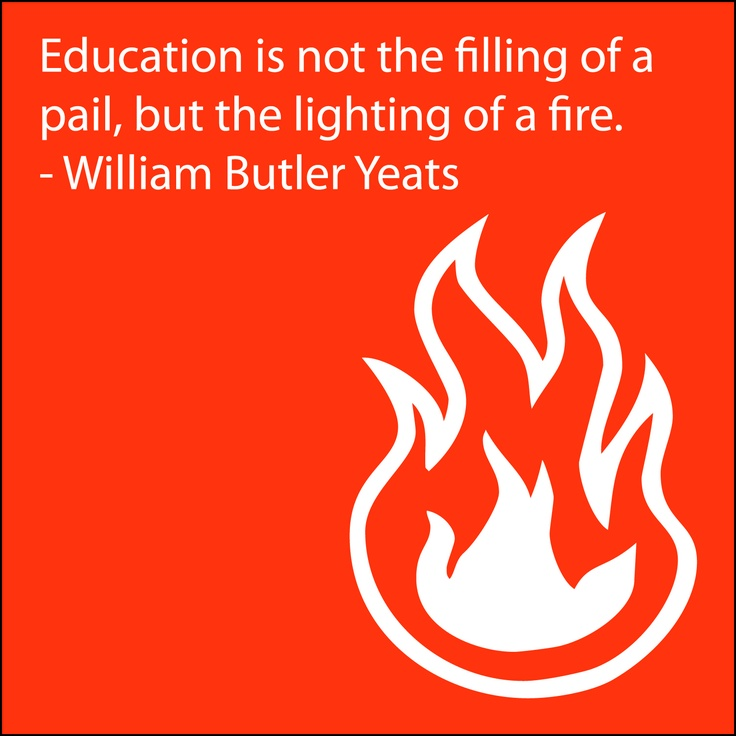 Education is not the filling of a
pail, but the lighting of a fire.
- William Butler Yeats